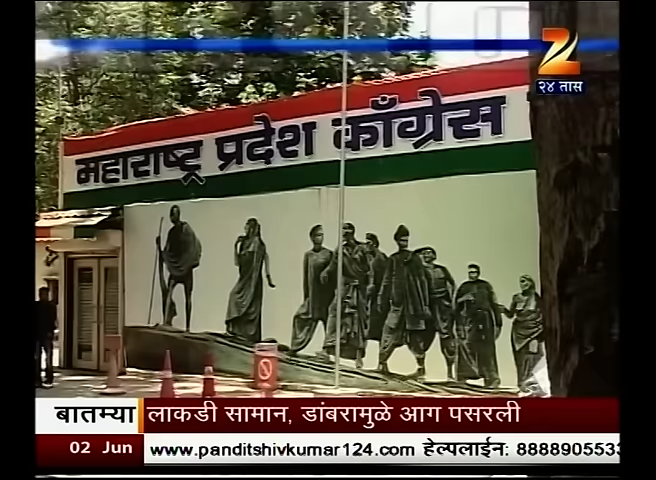 २४ तास
महाराष्ट्र प्रदेश काँग्रेस
बातम्या लाकडी सामान, डांबरामुळे आग पसरली
02 Jun www.panditshivkumar124.com हेल्पलाईन: 888890553